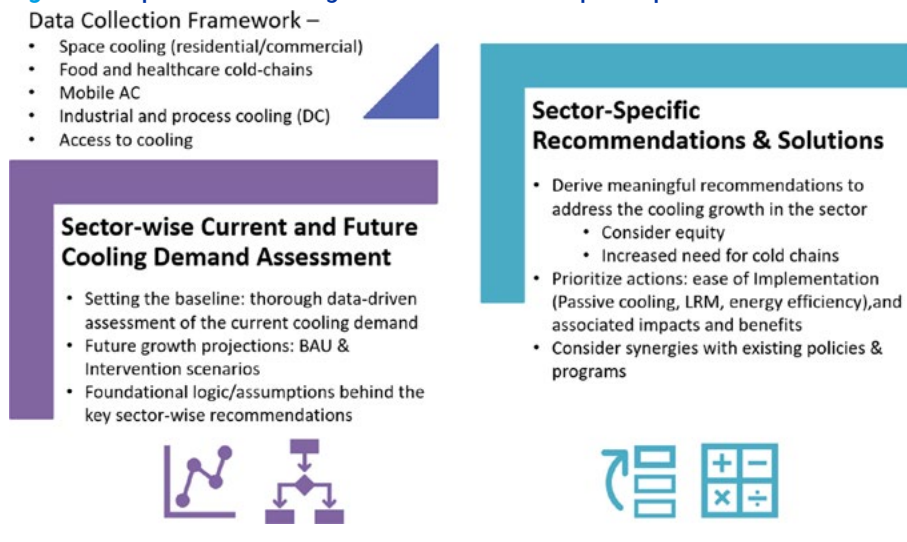 Data Collection Framework –
• Space cooling (residential/commercial)
• Food and healthcare cold-chains
• Mobile AC
• Industrial and process cooling (DC)
• Access to cooling
Sector-wise Current and Future
Cooling Demand Assessment
• Setting the baseline: thorough data-driven
assessment of the current cooling demand
• Future growth projections: BAU &
Intervention scenarios
• Foundational logic/assumptions behind the
key sector-wise recommendations
Sector-Specific
Recommendations & Solutions
• Derive meaningful recommendations to
address the cooling growth in the sector
• Consider equity
• Increased need for cold chains
• Prioritize actions: ease of Implementation
(Passive cooling, LRM, energy efficiency),and
associated impacts and benefits
• Consider synergies with existing policies &
programs
+ −
× ÷